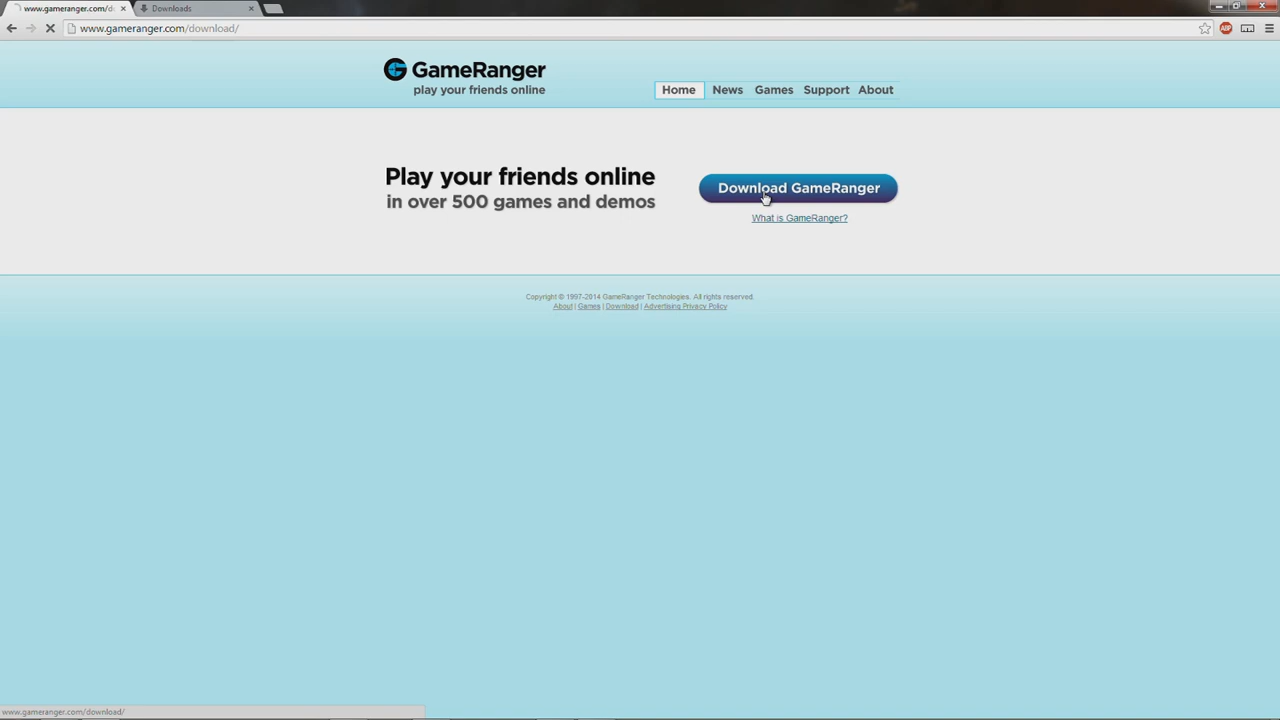 www.gameranger.com/d
Downloads
www.gameranger.com/download/
GameRanger
play your friends online
Home News Games Support About
Play your friends online
in over 500 games and demos
Download GameRanger
What is GameRanger?
Copyright © 1997-2014 GameRanger Technologies. All rights reserved.
About | Games | Download | Advertising Privacy Policy
www.gameranger.com/download/
ABP